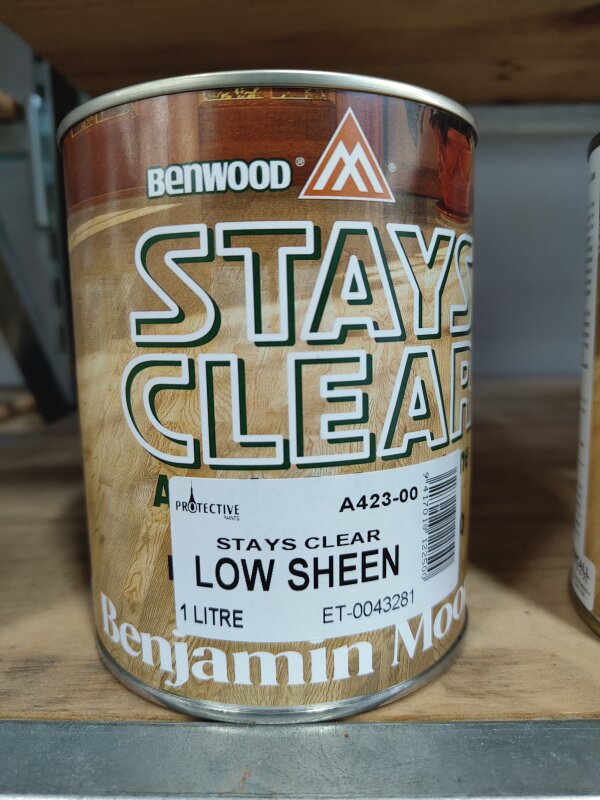 BENWOOD®
®
STAYS
CLEAR
PROTECTIVE
PAINTS
A423-00
STAYS CLEAR
LOW SHEEN
1 LITRE
ET-0043281
Benjamin Moo